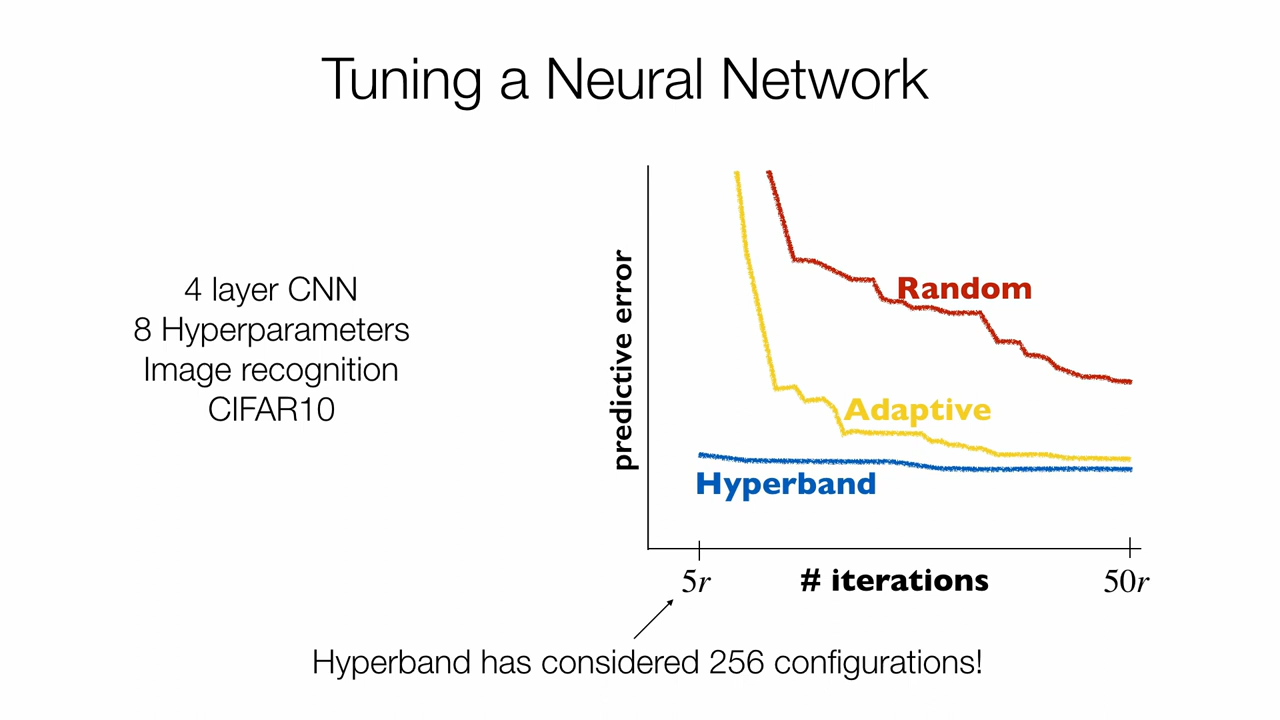 Tuning a Neural Network
4 layer CNN
8 Hyperparameters
Image recognition
CIFAR10
predictive error
Random
Adaptive
Hyperband
5r
# iterations
50r
Hyperband has considered 256 configurations!